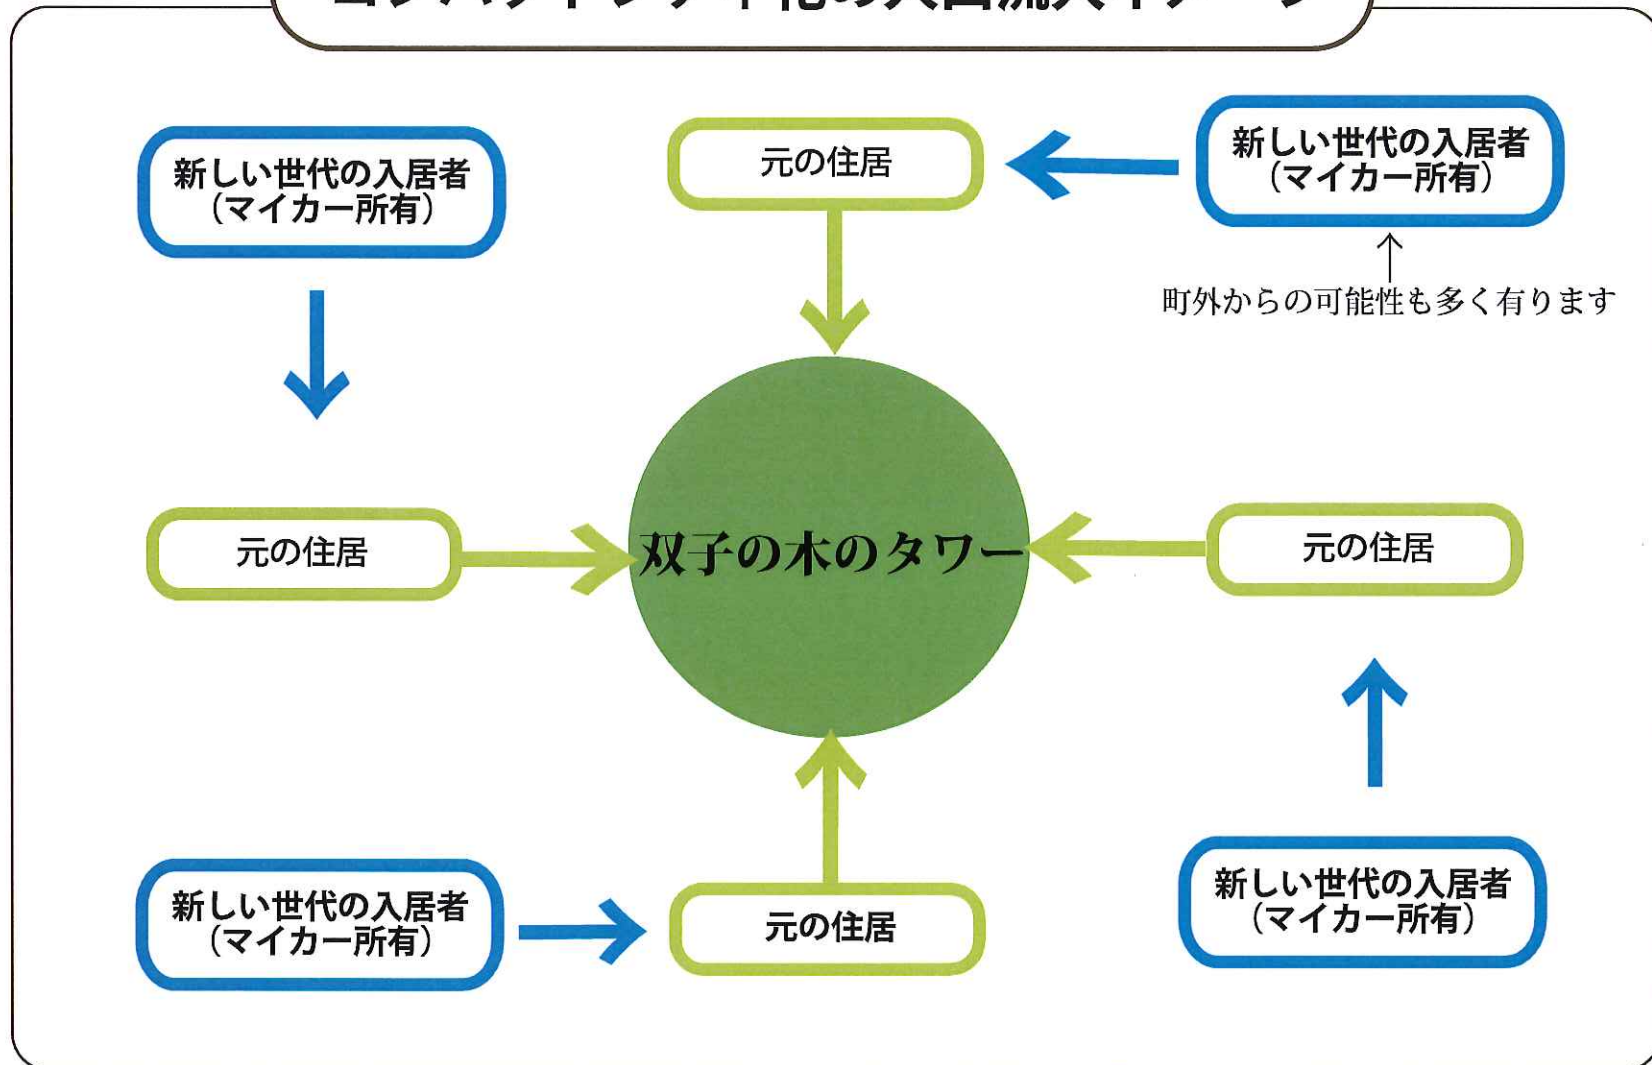 新しい世代の入居者
（マイカー所有）
元の住居
新しい世代の入居者
（マイカー所有）
町外からの可能性も多く有ります
元の住居
双子の木のタワー
元の住居
新しい世代の入居者
（マイカー所有）
元の住居
新しい世代の入居者
（マイカー所有）